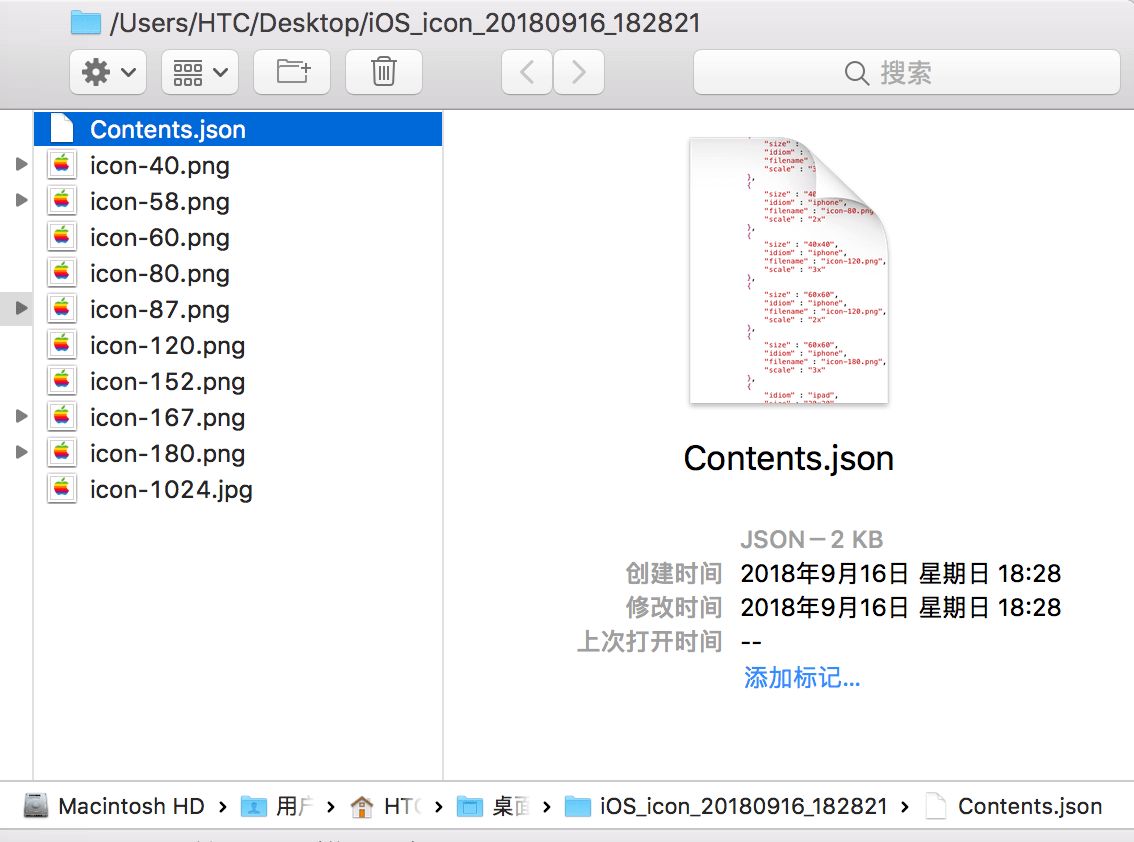 /Users/HTC/Desktop/iOS_icon_20180916_182821
搜索
Contents.json
icon-40.png
icon-58.png
icon-60.png
icon-80.png
icon-87.png
icon-120.png
icon-152.png
icon-167.png
icon-180.png
icon-1024.jpg
"size" :
"idiom" :
"filename"
"scale" : "3
},
{
"size" : "40
"idiom" : "iphone",
"filename" : "icon-80.png
"scale" : "2x"
},
{
"size" : "40x40",
"idiom" : "iphone",
"filename" : "icon-120.png",
"scale" : "3x"
},
{
"size" : "60x60",
"idiom" : "iphone",
"filename" : "icon-120.png",
"scale" : "2x"
},
{
"size" : "60x60",
"idiom" : "iphone",
"filename" : "icon-180.png",
"scale" : "3x"
},
{
"idiom" : "ipad",
Contents.json
JSON — 2 KB
创建时间 2018年9月16日 星期日 18:28
修改时间 2018年9月16日 星期日 18:28
上次打开时间 --
添加标记...
Macintosh HD › 用户 › HTC › 桌面 › iOS_icon_20180916_182821 › Contents.json